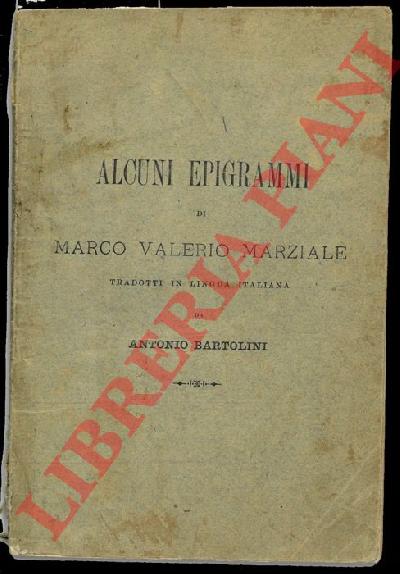 ALCUNI EPIGRAMMI
DI
MARCO VALERIO MARZIALE
TRADOTTI IN LINGUA ITALIANA
DA
ANTONIO BARTOLINI
LIBRERIA PIANI